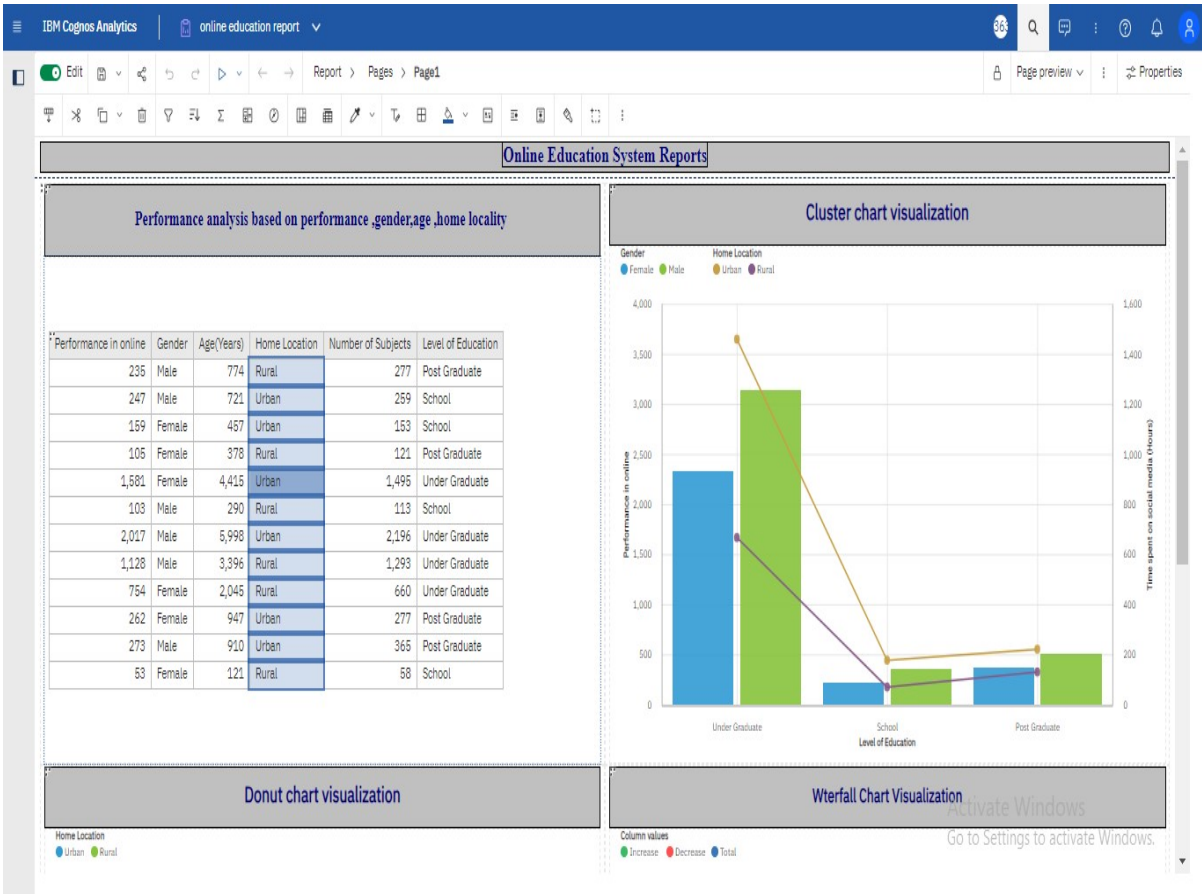 IBM Cognos Analytics online education report
Edit Report > Pages > Page1 Page preview Properties
Online Education System Reports
Performance analysis based on performance ,gender,age ,home locality
Performance in online Gender Age(Years) Home Location Number of Subjects Level of Education
235 Male 774 Rural 277 Post Graduate
247 Male 721 Urban 259 School
159 Female 457 Urban 153 School
105 Female 378 Rural 121 Post Graduate
1,581 Female 4,415 Urban 1,495 Under Graduate
103 Male 290 Rural 113 School
2,017 Male 5,998 Urban 2,196 Under Graduate
1,128 Male 3,396 Rural 1,293 Under Graduate
754 Female 2,045 Rural 660 Under Graduate
262 Female 947 Urban 277 Post Graduate
273 Male 910 Urban 365 Post Graduate
53 Female 121 Rural 58 School
Cluster chart visualization
Gender Home Location
Female Male Urban Rural
4,000 1,600
3,500 1,400
3,000 1,200
2,500 1,000
2,000 800
1,500 600
1,000 400
500 200
0 0
Performance in online
Time spent on social media (Hours)
Under Graduate School Post Graduate
Level of Education
Donut chart visualization
Home Location
Urban Rural
Wterfall Chart Visualization
Column values
Increase Decrease Total
Activate Windows
Go to Settings to activate Windows.